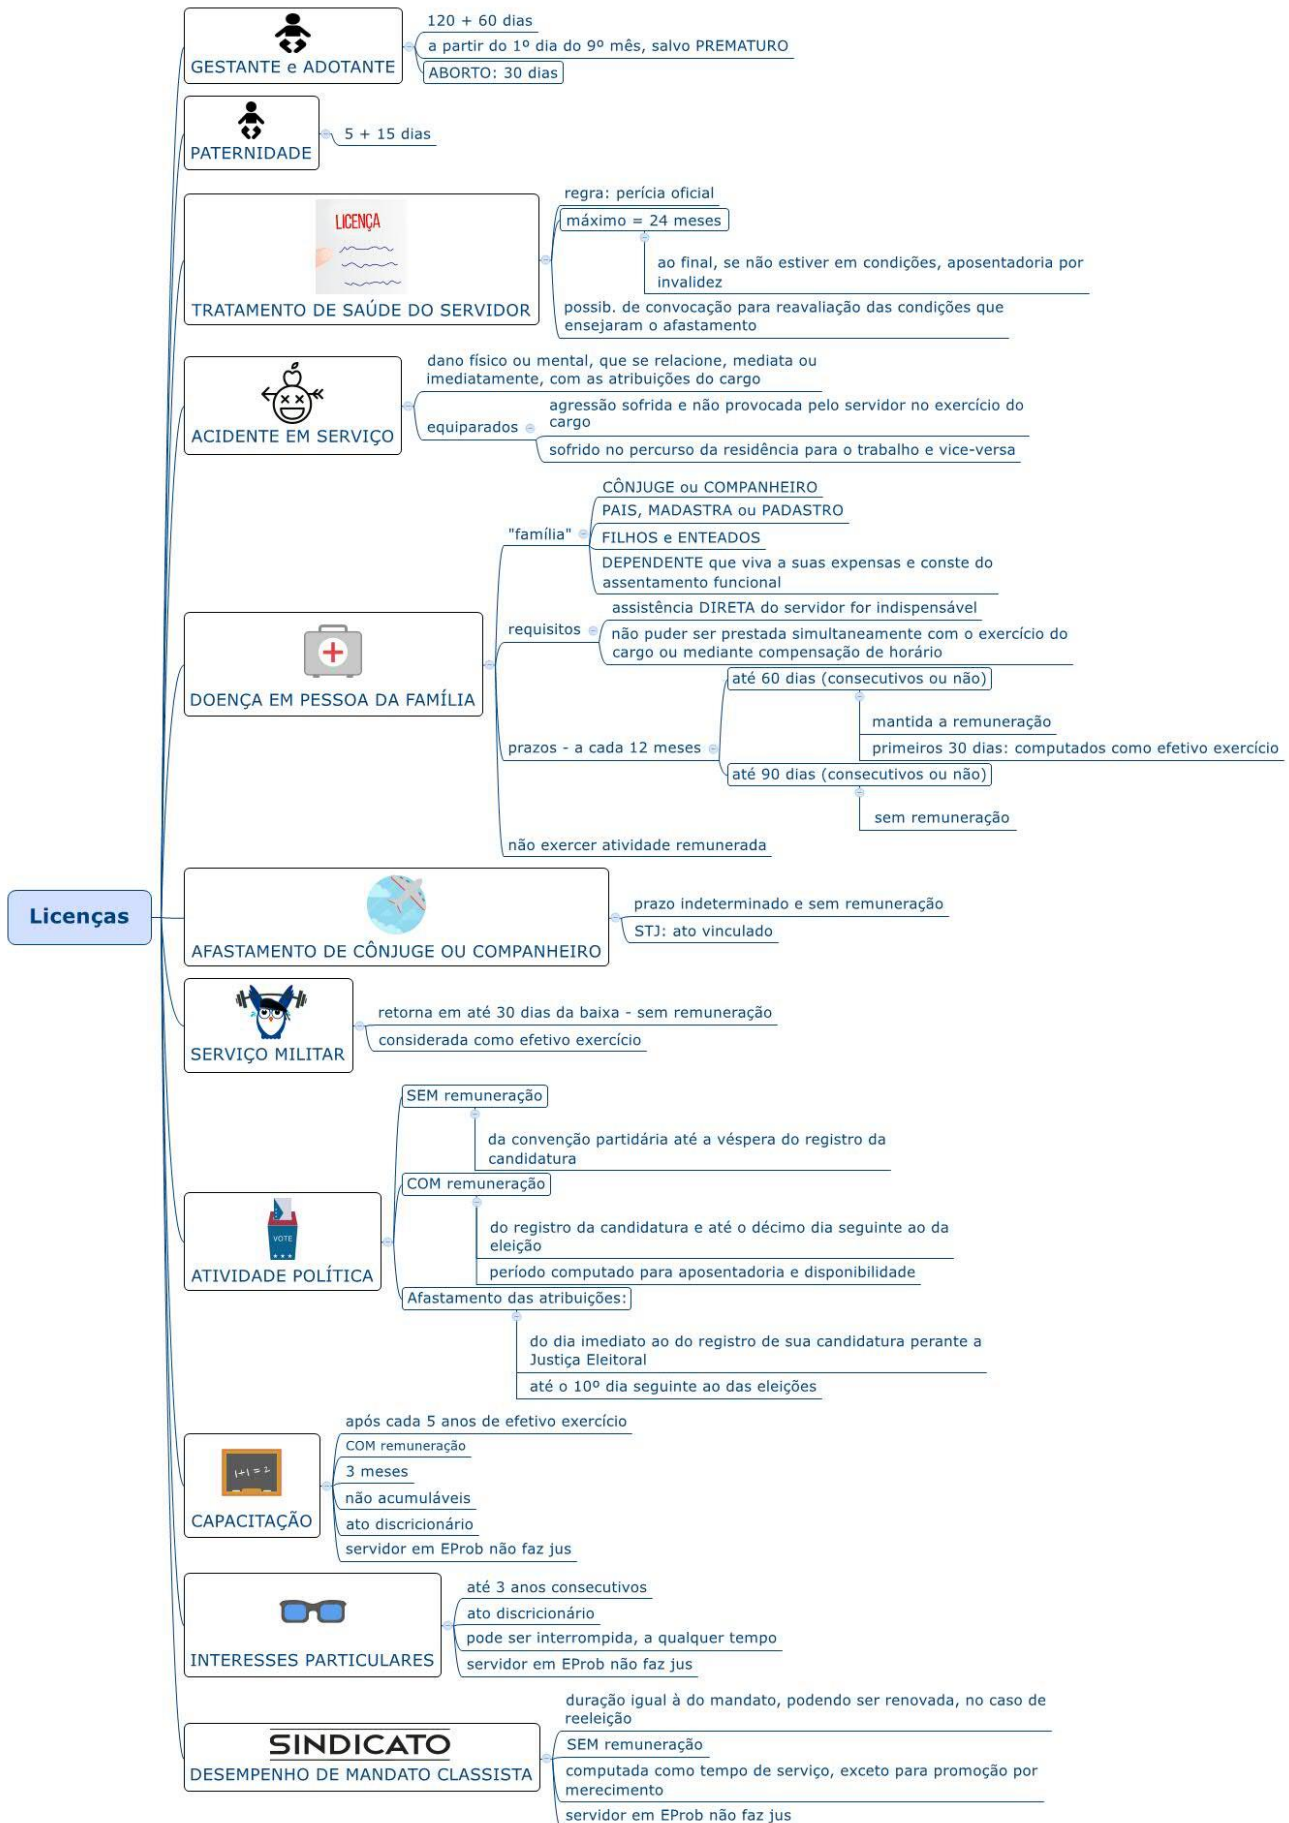 120 + 60 dias
a partir do 1º dia do 9º mês, salvo PREMATURO
ABORTO: 30 dias
GESTANTE e ADOTANTE
5 + 15 dias
PATERNIDADE
regra: perícia oficial
máximo = 24 meses
ao final, se não estiver em condições, aposentadoria por
invalidez
possib. de convocação para reavaliação das condições que
ensejaram o afastamento
LICENÇA
TRATAMENTO DE SAÚDE DO SERVIDOR
dano físico ou mental, que se relacione, mediata ou
imediatamente, com as atribuições do cargo
equiparados
agressão sofrida e não provocada pelo servidor no exercício do
cargo
sofrido no percurso da residência para o trabalho e vice-versa
ACIDENTE EM SERVIÇO
"família"
CÔNJUGE ou COMPANHEIRO
PAIS, MADASTRA ou PADASTRO
FILHOS e ENTEADOS
DEPENDENTE que viva a suas expensas e conste do
assentamento funcional
requisitos
assistência DIRETA do servidor for indispensável
não puder ser prestada simultaneamente com o exercício do
cargo ou mediante compensação de horário
prazos - a cada 12 meses
até 60 dias (consecutivos ou não)
mantida a remuneração
primeiros 30 dias: computados como efetivo exercício
até 90 dias (consecutivos ou não)
sem remuneração
não exercer atividade remunerada
DOENÇA EM PESSOA DA FAMÍLIA
Licenças
prazo indeterminado e sem remuneração
STJ: ato vinculado
AFASTAMENTO DE CÔNJUGE OU COMPANHEIRO
retorna em até 30 dias da baixa - sem remuneração
considerada como efetivo exercício
SERVIÇO MILITAR
SEM remuneração
da convenção partidária até a véspera do registro da
candidatura
COM remuneração
do registro da candidatura e até o décimo dia seguinte ao da
eleição
período computado para aposentadoria e disponibilidade
Afastamento das atribuições:
do dia imediato ao do registro de sua candidatura perante a
Justiça Eleitoral
até o 10º dia seguinte ao das eleições
VOTE
ATIVIDADE POLÍTICA
após cada 5 anos de efetivo exercício
COM remuneração
3 meses
não acumuláveis
ato discricionário
servidor em EProb não faz jus
1+1=2
CAPACITAÇÃO
até 3 anos consecutivos
ato discricionário
pode ser interrompida, a qualquer tempo
servidor em EProb não faz jus
INTERESSES PARTICULARES
duração igual à do mandato, podendo ser renovada, no caso de
reeleição
SEM remuneração
computada como tempo de serviço, exceto para promoção por
merecimento
servidor em EProb não faz jus
SINDICATO
DESEMPENHO DE MANDATO CLASSISTA